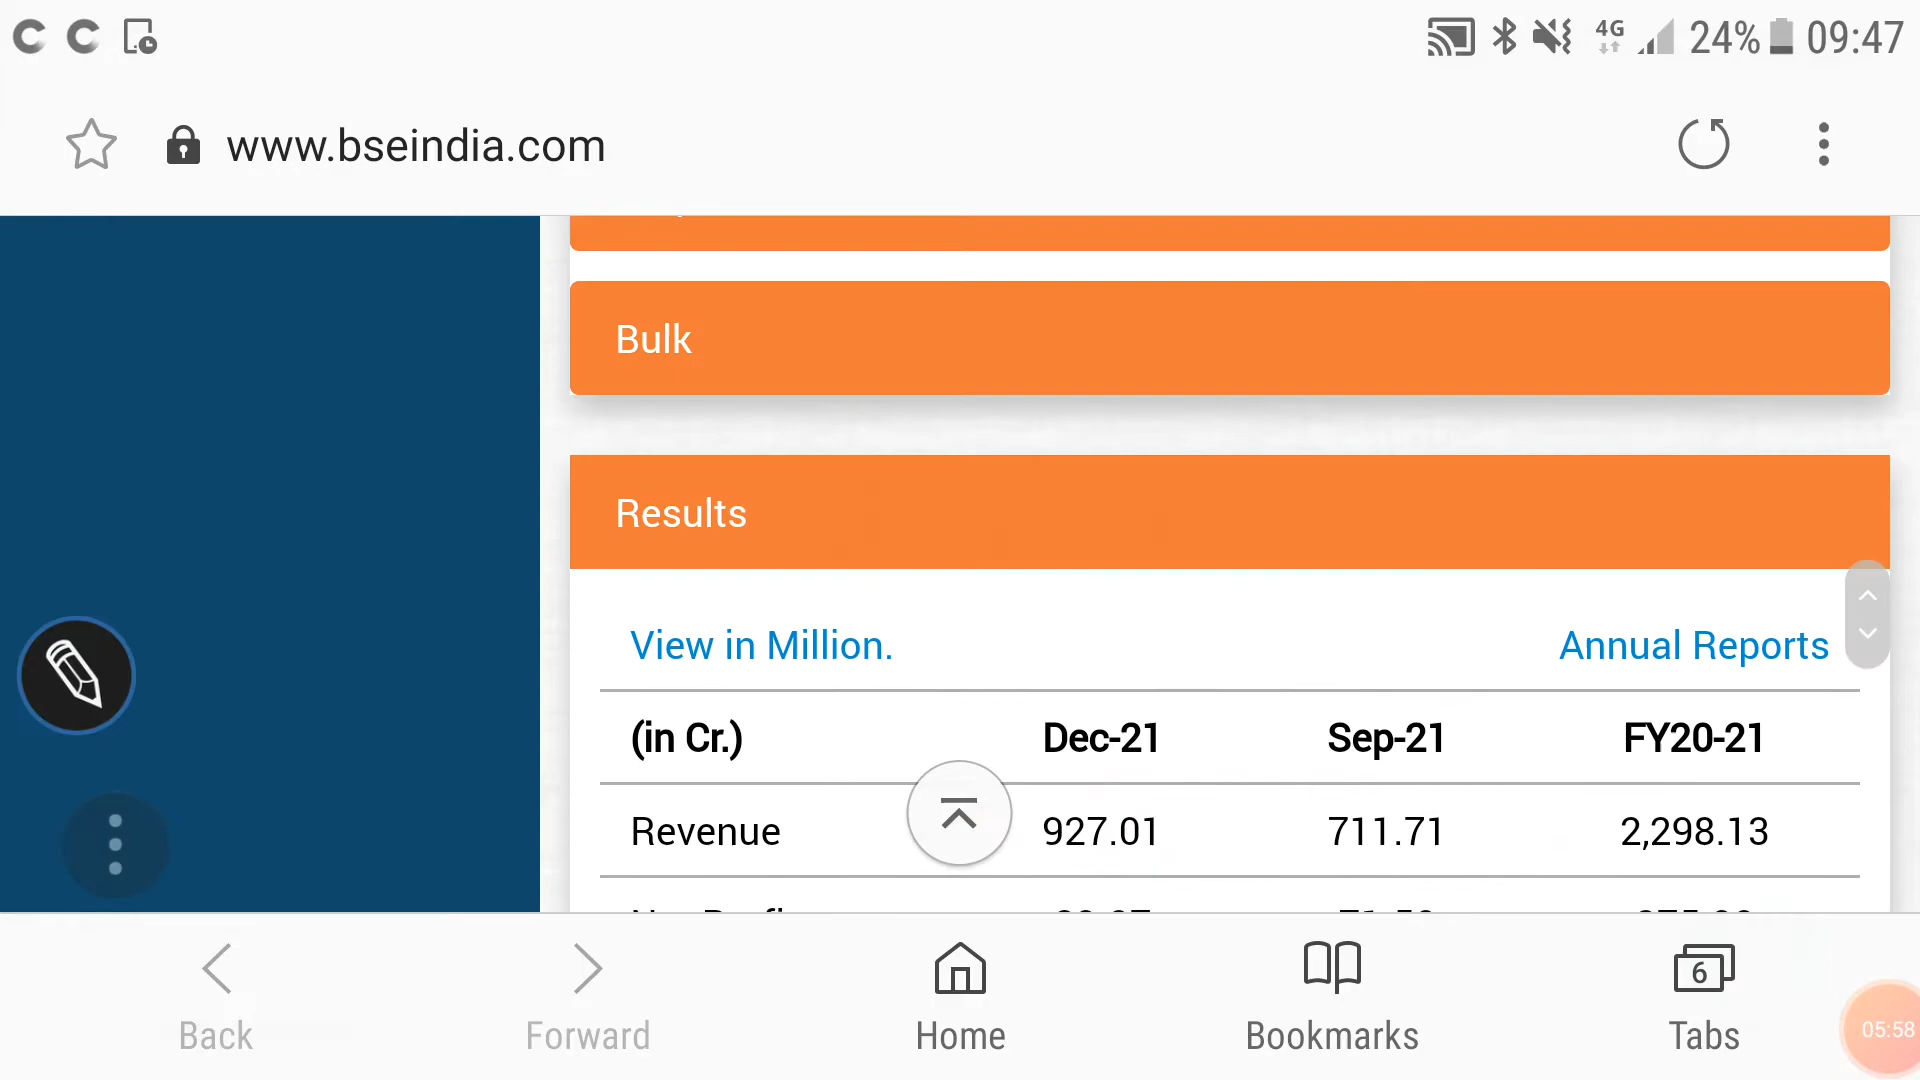 4G 24% 09:47
www.bseindia.com
Bulk
Results
View in Million. Annual Reports
(in Cr.) Dec-21 Sep-21 FY20-21
Revenue 927.01 711.71 2,298.13
6
Back Forward Home Bookmarks Tabs
05:58